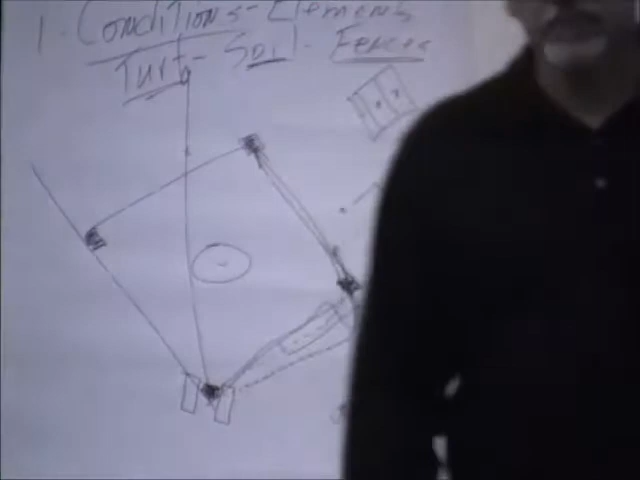 1. Conditions - Elements
Turf - Soil - Fences